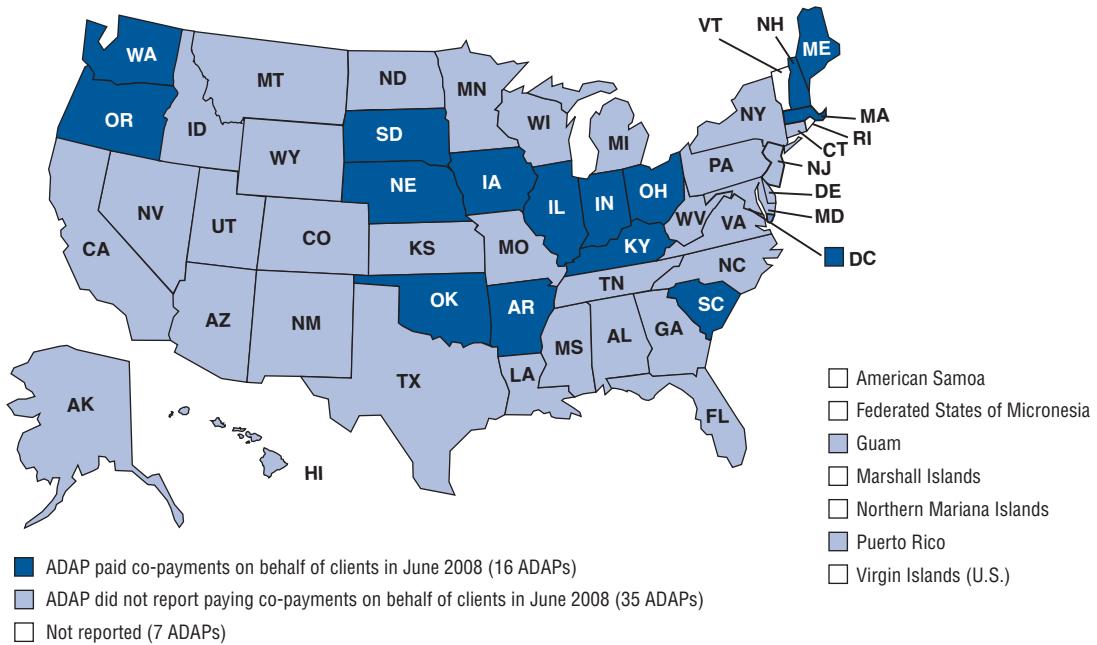 VT
NH
WA
ME
MT
ND
MN
OR
ID
SD
WI
NY
MA
MI
RI
WY
CT
PA
NJ
NE
IA
OH
DE
IL
IN
NV
UT
WV
VA
MD
CO
KS
MO
KY
CA
DC
NC
TN
OK
AR
SC
AZ
NM
MS
AL
GA
TX
LA
AK
FL
HI
American Samoa
Federated States of Micronesia
Guam
Marshall Islands
Northern Mariana Islands
Puerto Rico
Virgin Islands (U.S.)
ADAP paid co-payments on behalf of clients in June 2008 (16 ADAPs)
ADAP did not report paying co-payments on behalf of clients in June 2008 (35 ADAPs)
Not reported (7 ADAPs)